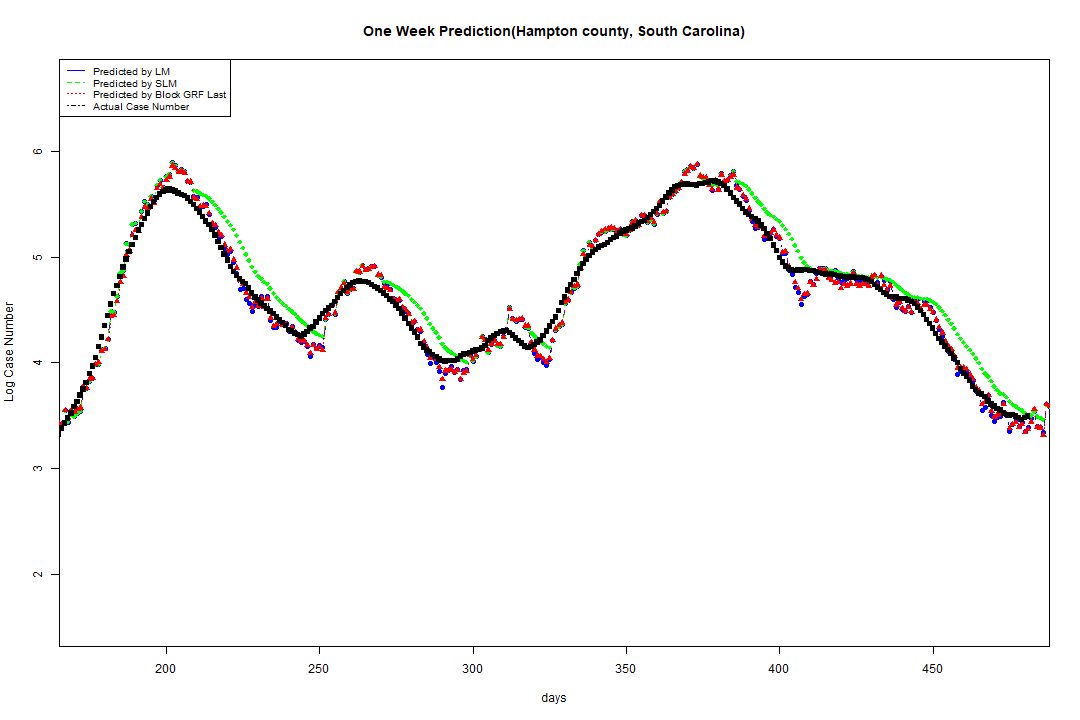 One Week Prediction(Hampton county, South Carolina)
Predicted by LM
Predicted by SLM
Predicted by Block GRF Last
Actual Case Number
6
5
4
3
2
Log Case Number
200 250 300 350 400 450
days